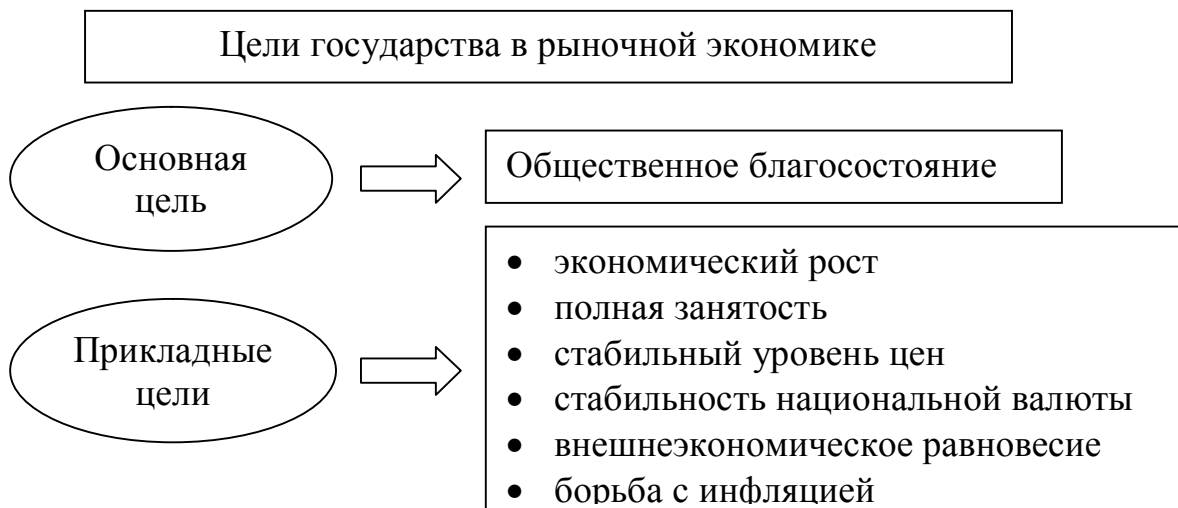 Цели государства в рыночной экономике
Основная
цель
Общественное благосостояние
Прикладные
цели
• экономический рост
• полная занятость
• стабильный уровень цен
• стабильность национальной валюты
• внешнеэкономическое равновесие
• борьба с инфляцией